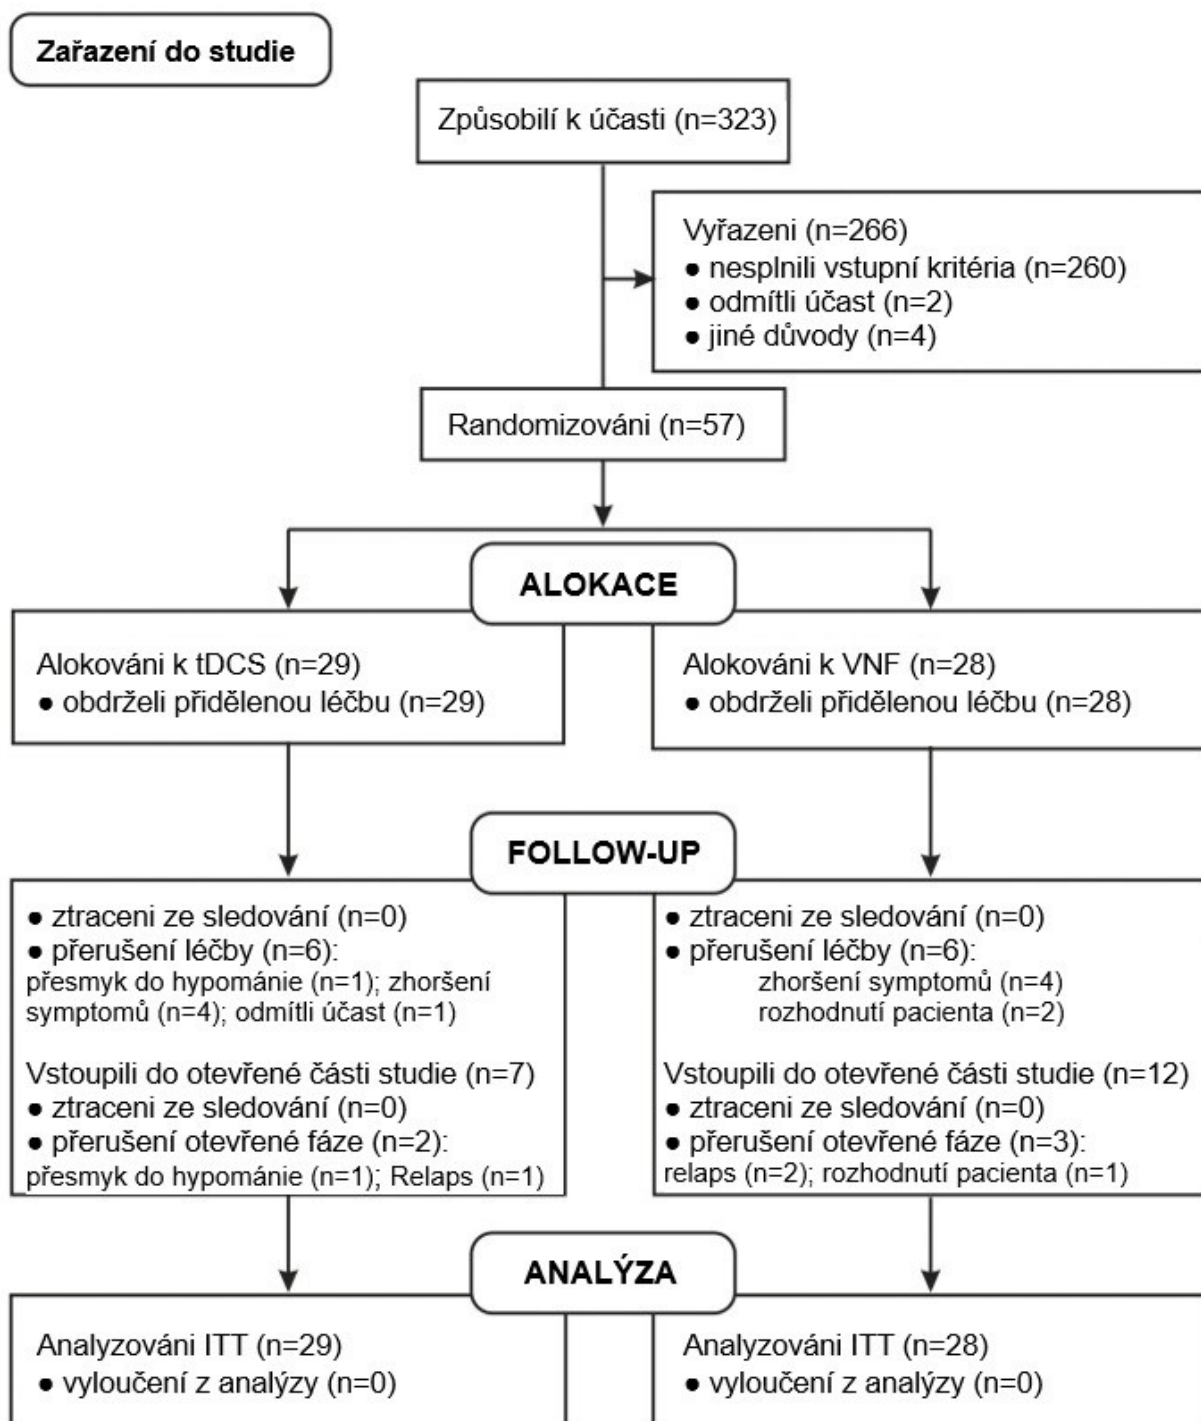 Zařazení do studie
Způsobilí k účasti (n=323)
Vyřazeni (n=266)
● nesplnili vstupní kritéria (n=260)
● odmítli účast (n=2)
● jiné důvody (n=4)
Randomizováni (n=57)
ALOKACE
Alokováni k tDCS (n=29)
● obdrželi přidělenou léčbu (n=29)
Alokováni k VNF (n=28)
● obdrželi přidělenou léčbu (n=28)
FOLLOW-UP
● ztraceni ze sledování (n=0)
● přerušení léčby (n=6):
přesmyk do hypománie (n=1); zhoršení
symptomů (n=4); odmítli účast (n=1)
Vstoupili do otevřené části studie (n=7)
● ztraceni ze sledování (n=0)
● přerušení otevřené fáze (n=2):
přesmyk do hypománie (n=1); Relaps (n=1)
● ztraceni ze sledování (n=0)
● přerušení léčby (n=6):
zhoršení symptomů (n=4)
rozhodnutí pacienta (n=2)
Vstoupili do otevřené části studie (n=12)
● ztraceni ze sledování (n=0)
● přerušení otevřené fáze (n=3):
relaps (n=2); rozhodnutí pacienta (n=1)
ANALÝZA
Analyzováni ITT (n=29)
● vyloučení z analýzy (n=0)
Analyzováni ITT (n=28)
● vyloučení z analýzy (n=0)